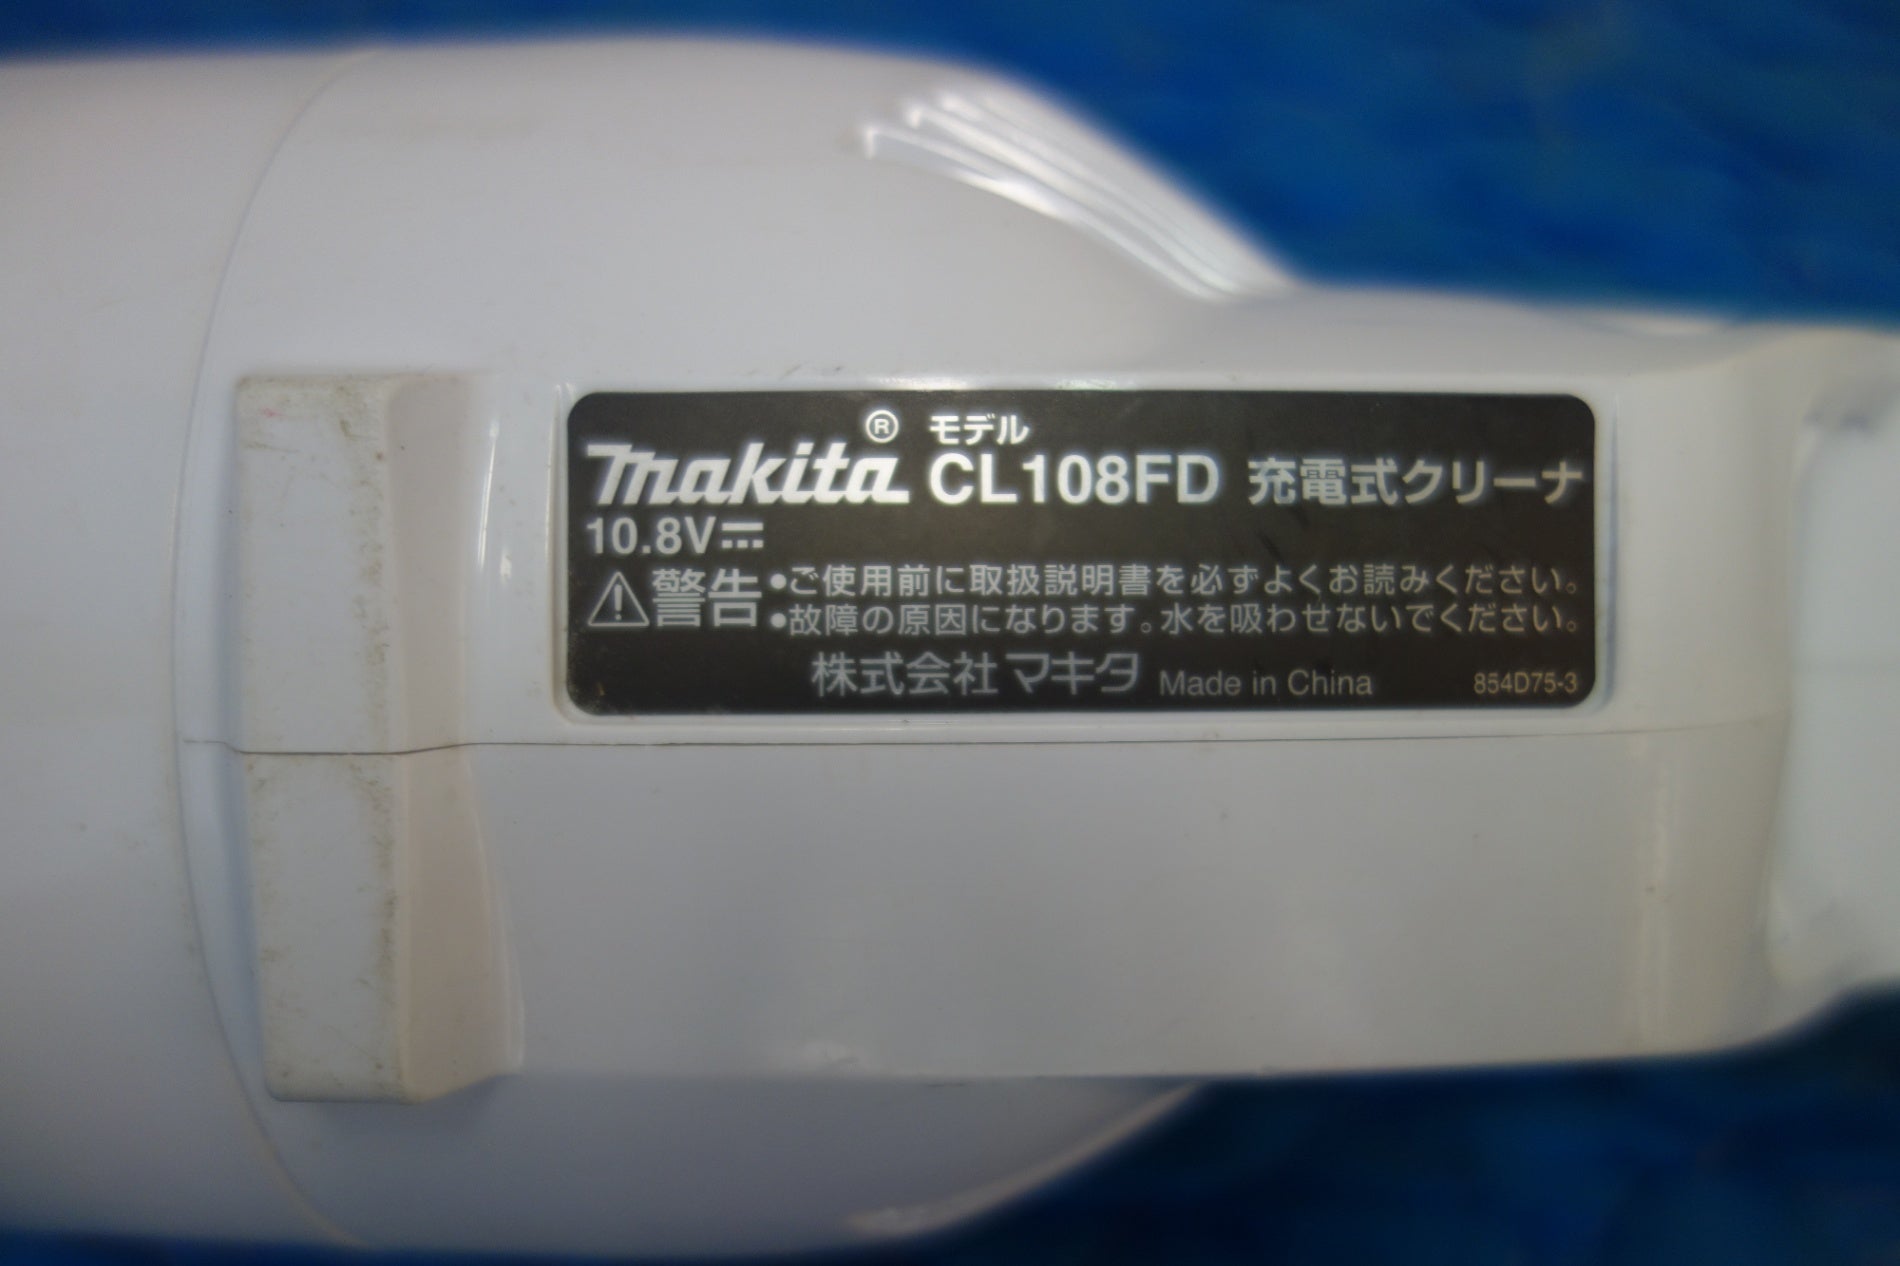 makita® モデル CL108FD 充電式クリーナ
10.8V⎓
⚠警告 •ご使用前に取扱説明書を必ずよくお読みください。
•故障の原因になります。水を吸わせないでください。
株式会社 マキタ Made in China 854D75-3